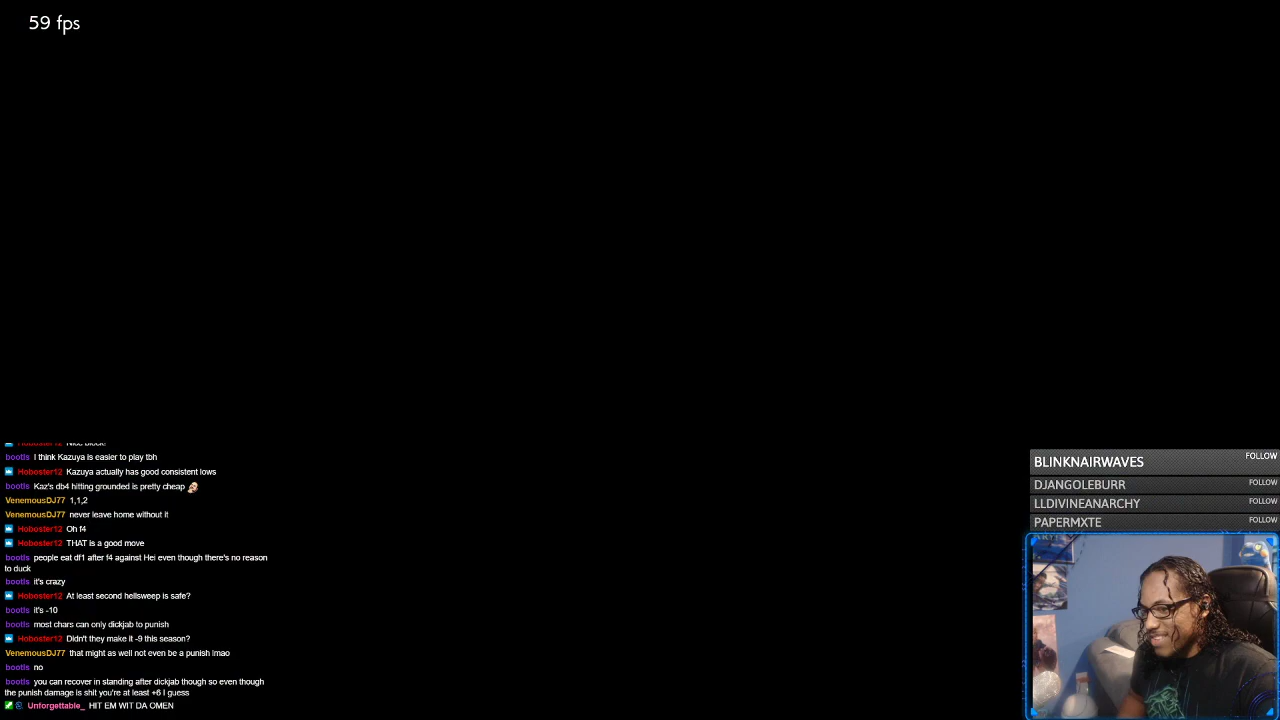 59 fps
Hoboster12 Nice block!
bootls I think Kazuya is easier to play tbh
Hoboster12 Kazuya actually has good consistent lows
bootls Kaz's db4 hitting grounded is pretty cheap
VenemousDJ77 1,1,2
VenemousDJ77 never leave home without it
Hoboster12 Oh f4
Hoboster12 THAT is a good move
bootls people eat df1 after f4 against Hei even though there's no reason
to duck
bootls it's crazy
Hoboster12 At least second hellsweep is safe?
bootls it's -10
bootls most chars can only dickjab to punish
Hoboster12 Didn't they make it -9 this season?
VenemousDJ77 that might as well not even be a punish lmao
bootls no
bootls you can recover in standing after dickjab though so even though
the punish damage is shit you're at least +6 I guess
Unforgettable_ HIT EM WIT DA OMEN
BLINKNAIRWAVES FOLLOW
DJANGOLEBURR FOLLOW
LLDIVINEANARCHY FOLLOW
PAPERMXTE FOLLOW